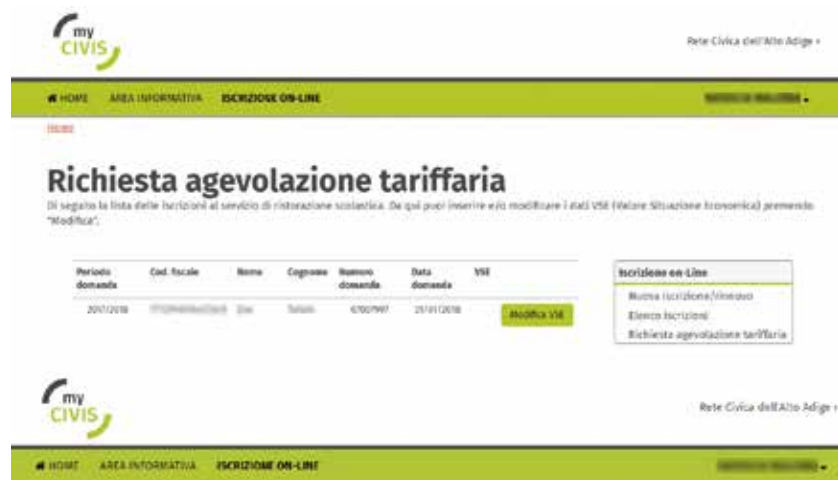 my
CIVIS
Rete Civica dell'Alto Adige
HOME AREA INFORMATIVA ISCRIZIONE ON-LINE
HOME
Richiesta agevolazione tariffaria
Di seguito la lista delle iscrizioni al servizio di ristorazione scolastica. Da qui puoi inserire e/o modificare i dati VSE (Valore Situazione Economica) premendo
"Modifica".
Periodo domanda Cod. fiscale Nome Cognome Numero domanda Data domanda VSE
2017/2018 Modifica VSE
Iscrizione on-Line
Nuova iscrizione/rinnovo
Elenco iscrizioni
Richiesta agevolazione tariffaria
my
CIVIS
Rete Civica dell'Alto Adige
HOME AREA INFORMATIVA ISCRIZIONE ON-LINE